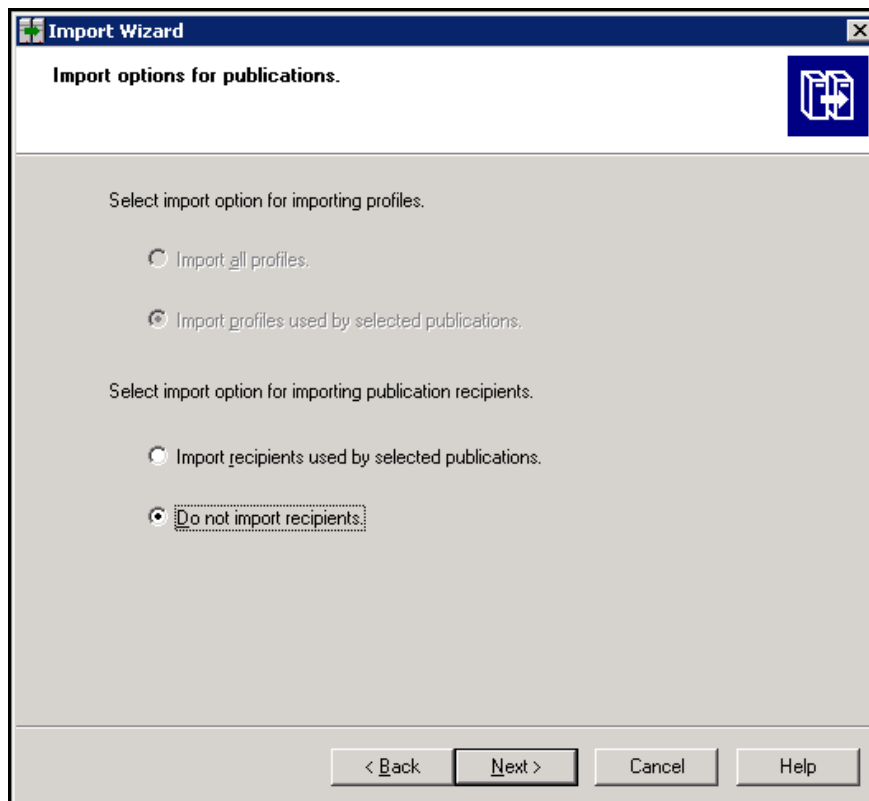 Import Wizard
Import options for publications.
Select import option for importing profiles.
Import all profiles.
Import profiles used by selected publications.
Select import option for importing publication recipients.
Import recipients used by selected publications.
Do not import recipients.
< Back Next > Cancel Help